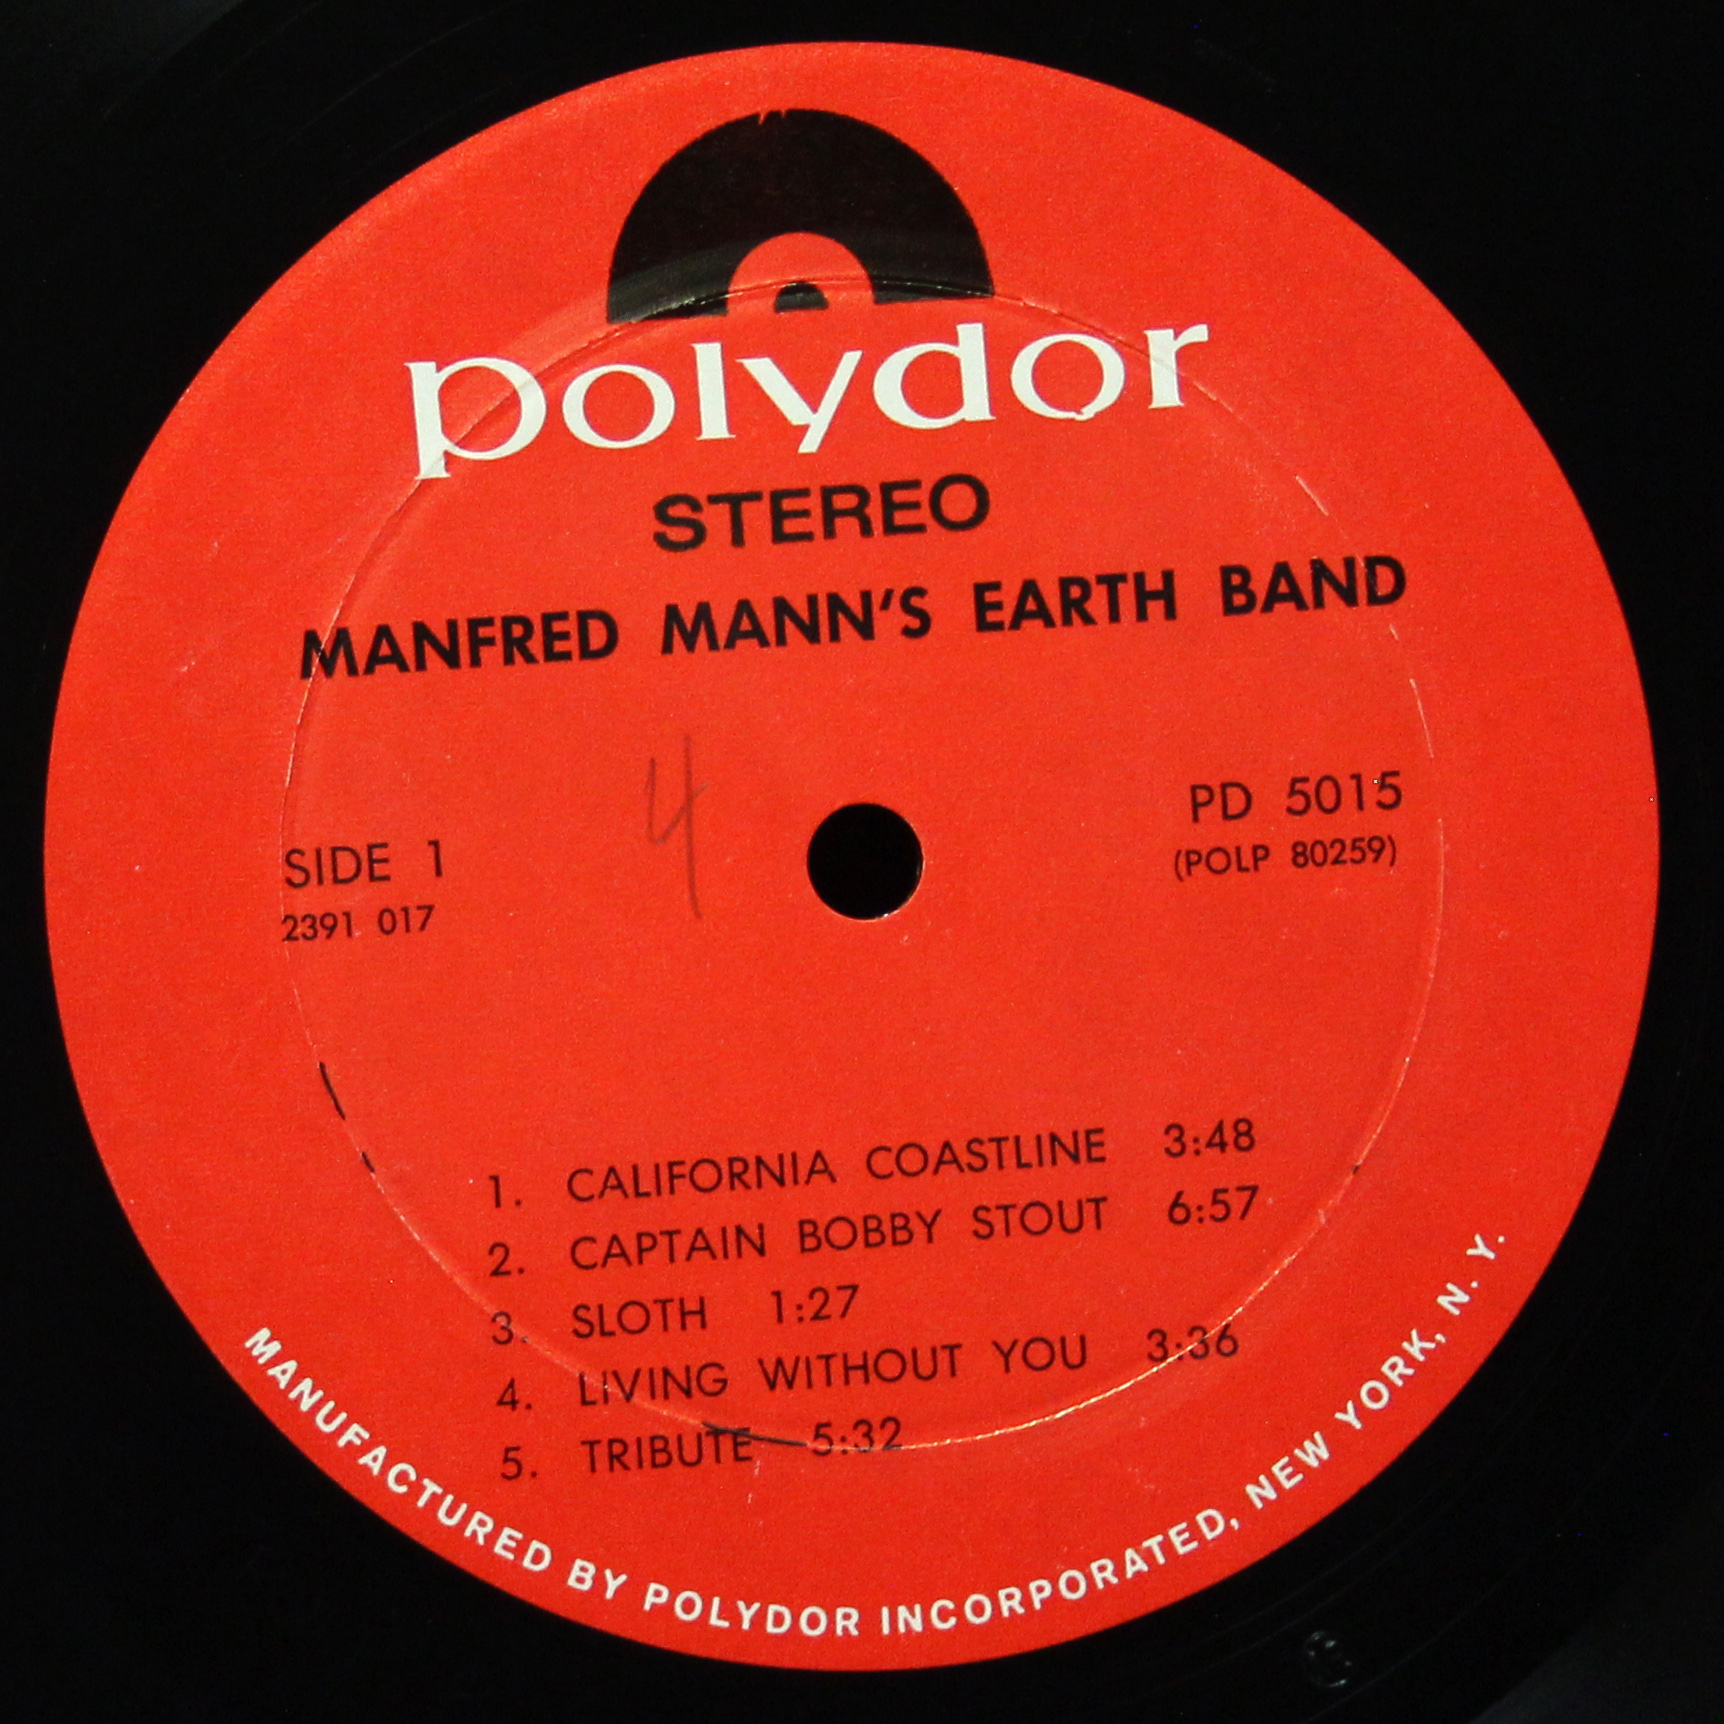 polydor
STEREO
MANFRED MANN'S EARTH BAND
4
PD 5015
SIDE 1
(POLP 80259)
2391 017
1. CALIFORNIA COASTLINE 3:48
2. CAPTAIN BOBBY STOUT 6:57
3. SLOTH 1:27
4. LIVING WITHOUT YOU 3:36
5. TRIBUTE 5:32
MANUFACTURED BY POLYDOR INCORPORATED, NEW YORK, N. Y.